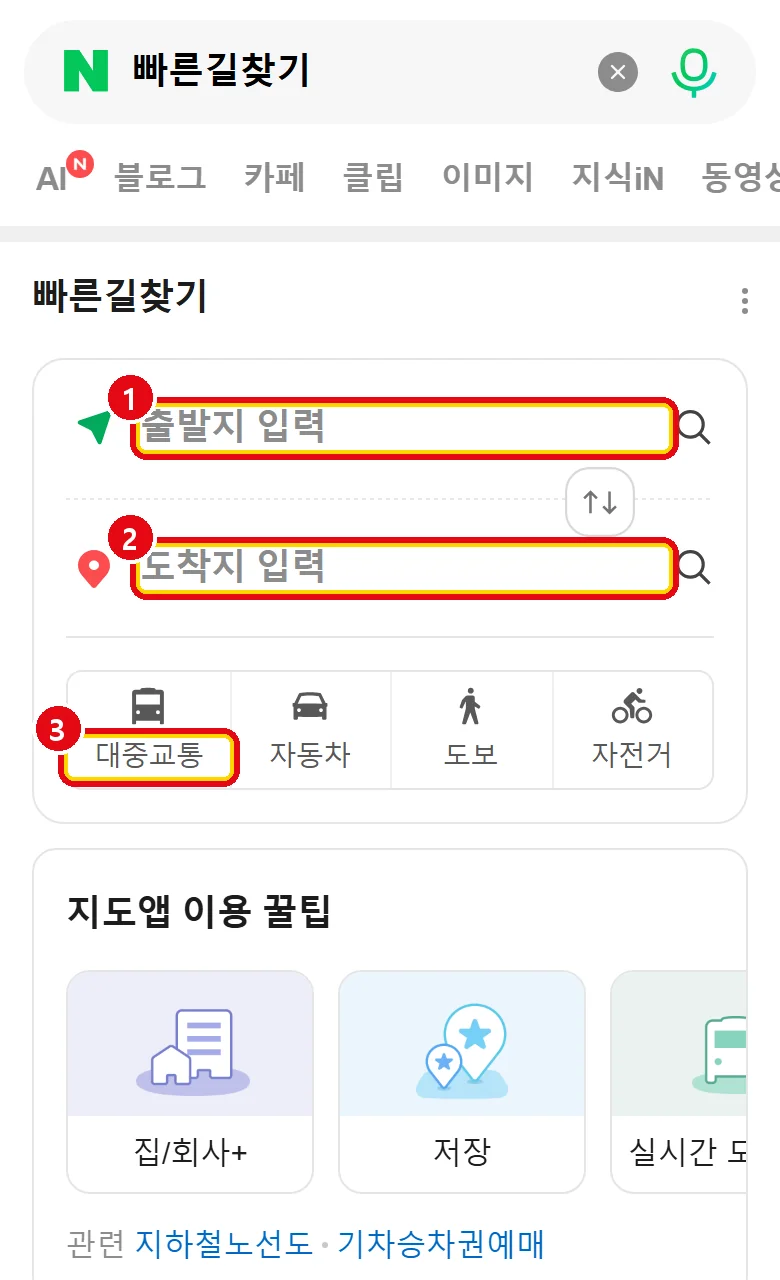 N 빠른길찾기
AI N 블로그 카페 클립 이미지 지식iN
빠른길찾기
1
출발지 입력
2
도착지 입력
3
대중교통 자동차 도보 자전거
지도앱 이용 꿀팁
집/회사+ 저장 실시간
관련 지하철노선도 · 기차승차권예매